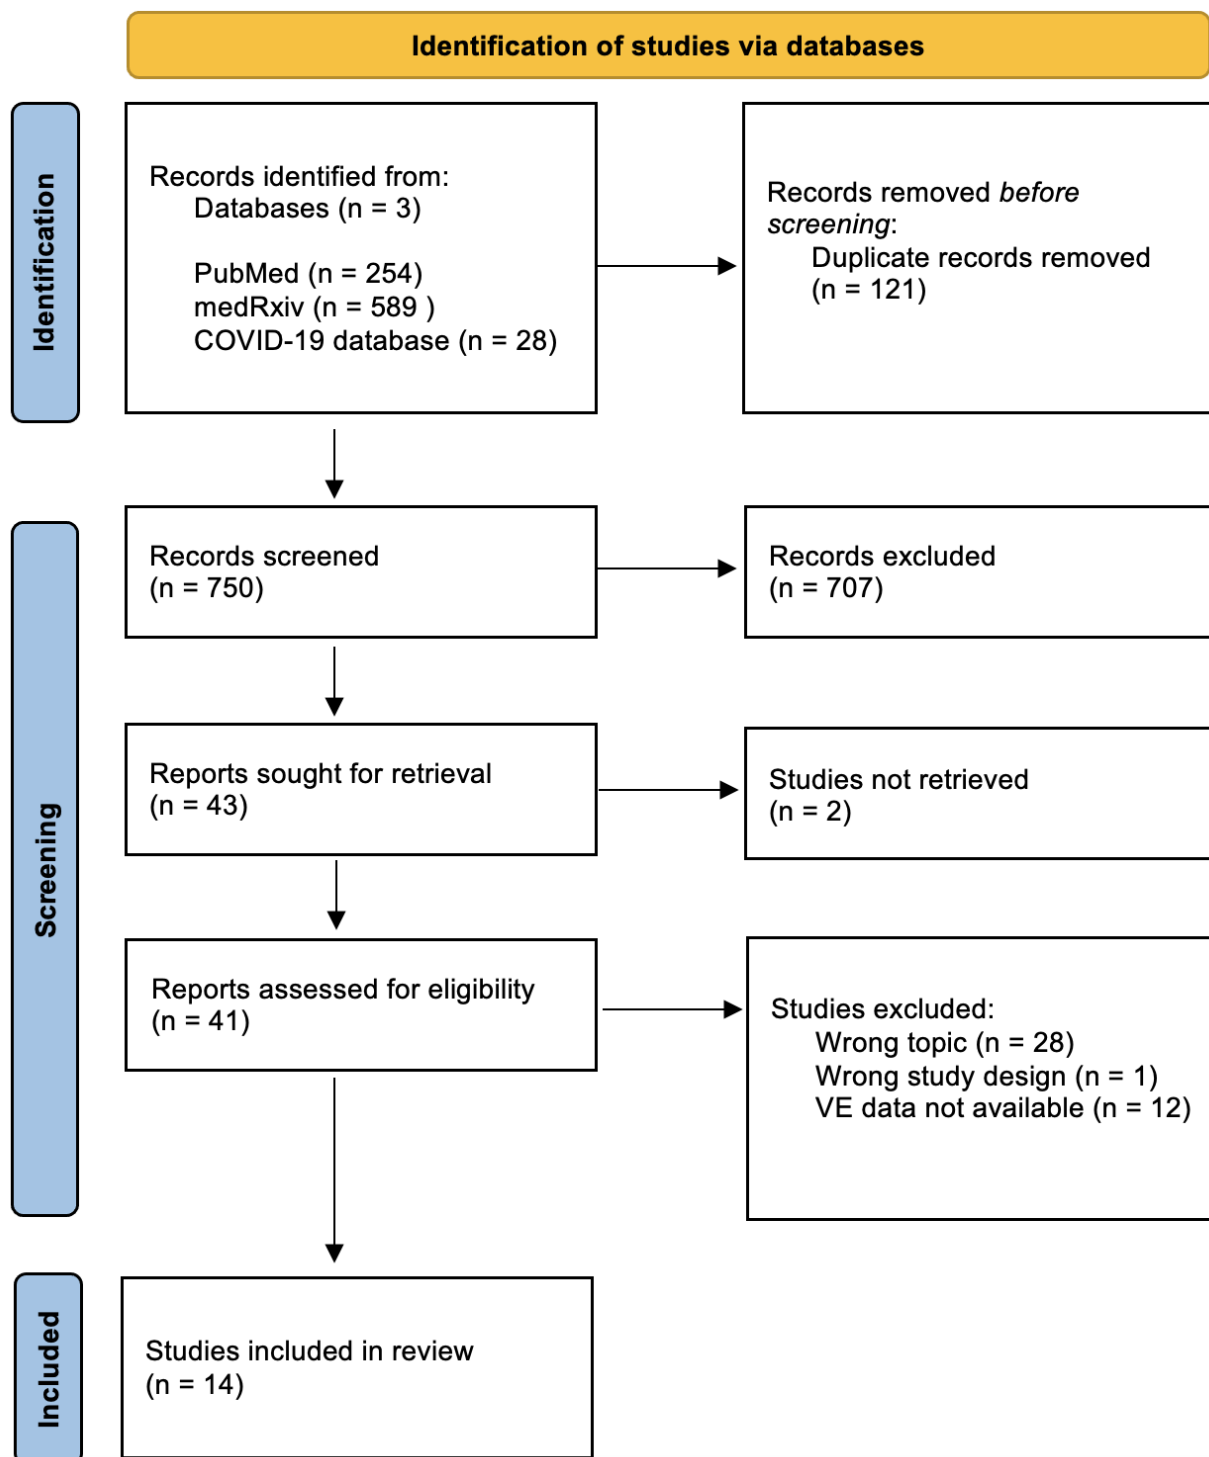 Identification of studies via databases
Identification
Records identified from:
Databases (n = 3)
PubMed (n = 254)
medRxiv (n = 589 )
COVID-19 database (n = 28)
Records removed before
screening:
Duplicate records removed
(n = 121)
Screening
Records screened
(n = 750)
Records excluded
(n = 707)
Reports sought for retrieval
(n = 43)
Studies not retrieved
(n = 2)
Reports assessed for eligibility
(n = 41)
Studies excluded:
Wrong topic (n = 28)
Wrong study design (n = 1)
VE data not available (n = 12)
Included
Studies included in review
(n = 14)